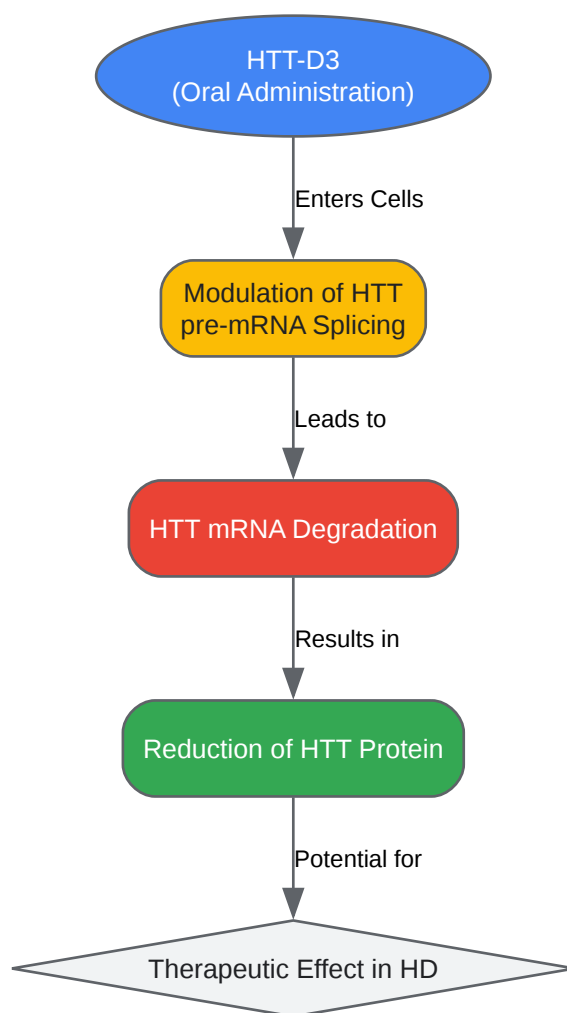 HTT-D3
(Oral Administration)
Enters Cells
Modulation of HTT
pre-mRNA Splicing
Leads to
HTT mRNA Degradation
Results in
Reduction of HTT Protein
Potential for
Therapeutic Effect in HD